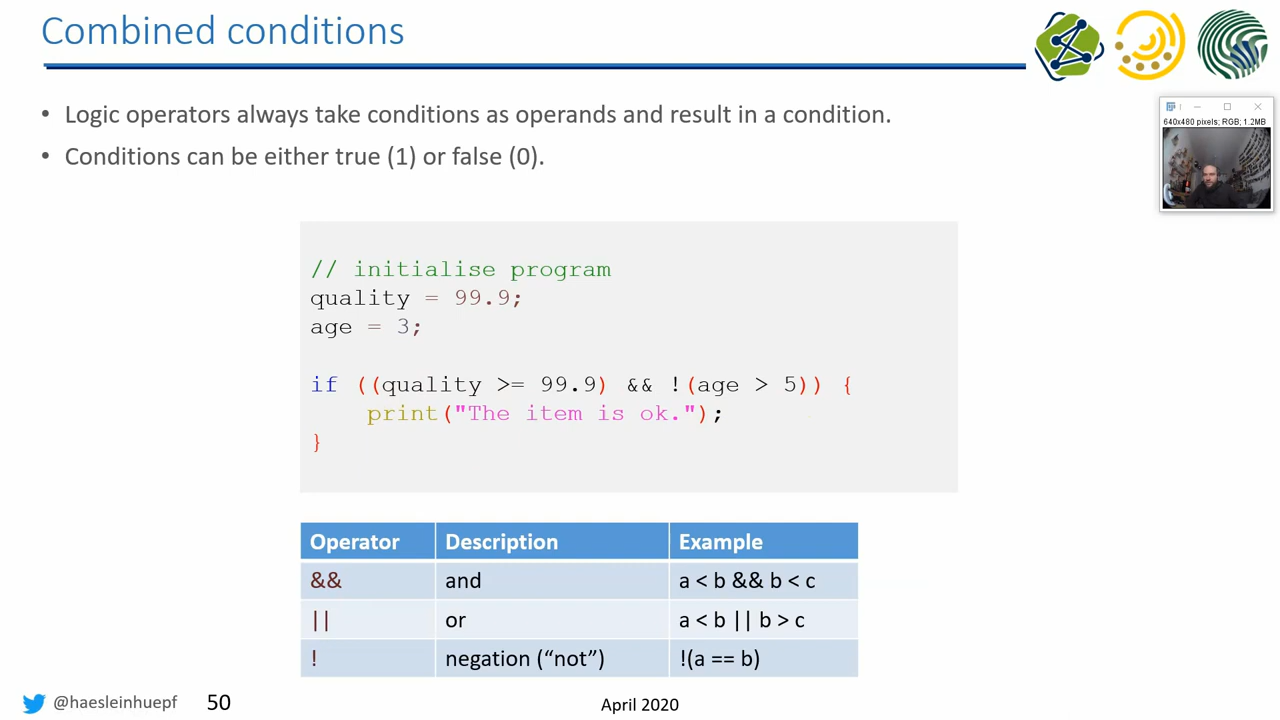 Combined conditions
• Logic operators always take conditions as operands and result in a condition.
• Conditions can be either true (1) or false (0).
640x480 pixels; RGB; 1.2MB
// initialise program
quality = 99.9;
age = 3;
if ((quality >= 99.9) && !(age > 5)) {
print("The item is ok.");
}
Operator Description Example
&& and a < b && b < c
|| or a < b || b > c
! negation (“not”) !(a == b)
@haesleinhuepf 50 April 2020